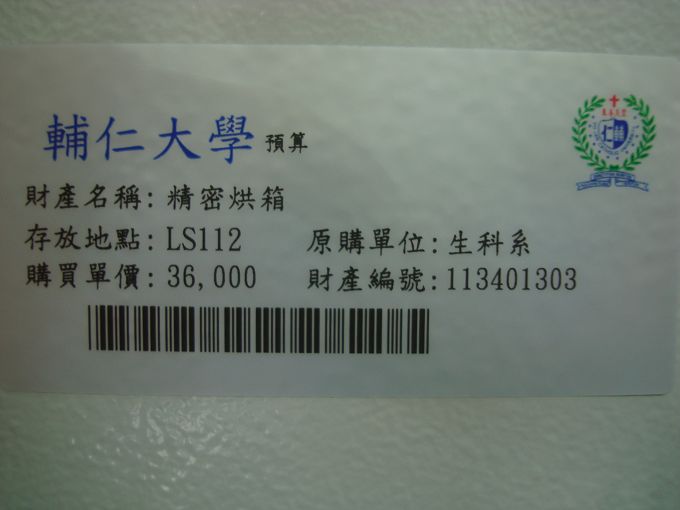 輔仁大學 預算
財產名稱: 精密烘箱
存放地點: LS112 原購單位: 生科系
購買單價: 36,000 財產編號: 113401303